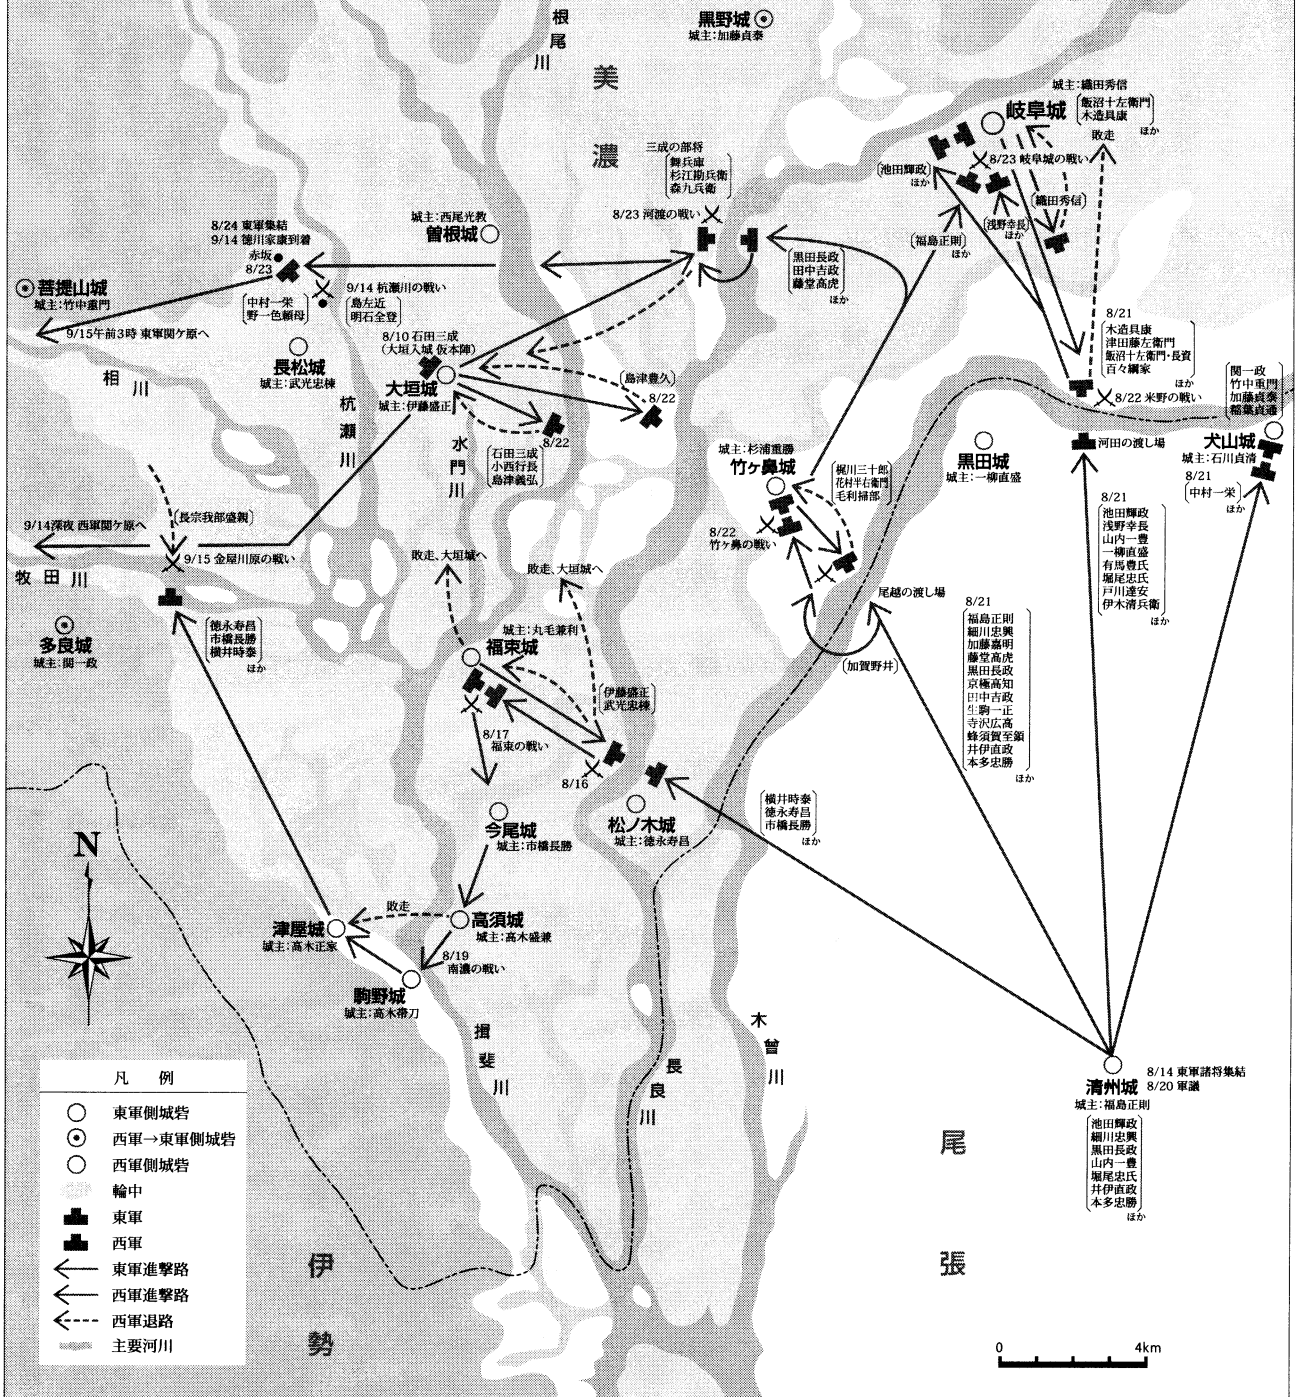 根尾川
黒野城
城主:加藤貞泰
美濃
城主:織田秀信
岐阜城
飯沼十左衛門
木造具康
ほか
敗走
8/23 岐阜城の戦い
池田輝政
ほか
織田秀信
浅野幸長
ほか
福島正則
ほか
三成の部将
舞兵庫
杉江勘兵衛
森九兵衛
8/23 河渡の戦い
黒田長政
田中吉政
藤堂高虎
ほか
城主:西尾光教
曽根城
8/24 東軍集結
9/14 徳川家康到着
赤坂
8/23
9/14 杭瀬川の戦い
中村一栄
野一色頼母
島左近
明石全登
菩提山城
城主:竹中重門
9/15午前3時 東軍関ケ原へ
長松城
城主:武光忠棟
相川
杭瀬川
8/10 石田三成
(大垣入城 仮本陣)
大垣城
城主:伊藤盛正
島津豊久
8/22
8/22
石田三成
小西行長
島津義弘
水門川
8/21
木造具康
津田藤左衛門
飯沼十左衛門・長資
百々綱家
ほか
8/22 米野の戦い
河田の渡し場
関一政
竹中重門
加藤貞泰
稲葉貞通
犬山城
城主:石川貞清
8/21
中村一栄
ほか
黒田城
城主:一柳直盛
城主:杉浦重勝
竹ヶ鼻城
梶川三十郎
花村半右衛門
毛利掃部
8/22
竹ヶ鼻の戦い
8/21
池田輝政
浅野幸長
山内一豊
一柳直盛
有馬豊氏
堀尾忠氏
戸川達安
伊木清兵衛
ほか
長宗我部盛親
9/14深夜 西軍関ケ原へ
9/15 金屋川原の戦い
牧田川
多良城
城主:関一政
徳永寿昌
市橋長勝
横井時泰
ほか
敗走、大垣城へ
敗走、大垣城へ
城主:丸毛兼利
福束城
伊藤盛正
武光忠棟
8/17
福束の戦い
8/16
尾越の渡し場
加賀野井
8/21
福島正則
細川忠興
加藤嘉明
藤堂高虎
黒田長政
京極高知
田中吉政
生駒一正
寺沢広高
蜂須賀至鎮
井伊直政
本多忠勝
ほか
横井時泰
徳永寿昌
市橋長勝
ほか
松ノ木城
城主:徳永寿昌
今尾城
城主:市橋長勝
敗走
高須城
城主:高木盛兼
8/19
南濃の戦い
津屋城
城主:高木正家
駒野城
城主:高木帯刀
揖斐川
長良川
木曾川
清州城
城主:福島正則
8/14 東軍諸将集結
8/20 軍議
池田輝政
細川忠興
黒田長政
山内一豊
堀尾忠氏
井伊直政
本多忠勝
ほか
尾張
伊勢
N
凡 例
東軍側城砦
西軍→東軍側城砦
西軍側城砦
輪中
東軍
西軍
東軍進撃路
西軍進撃路
西軍退路
主要河川
0 4km